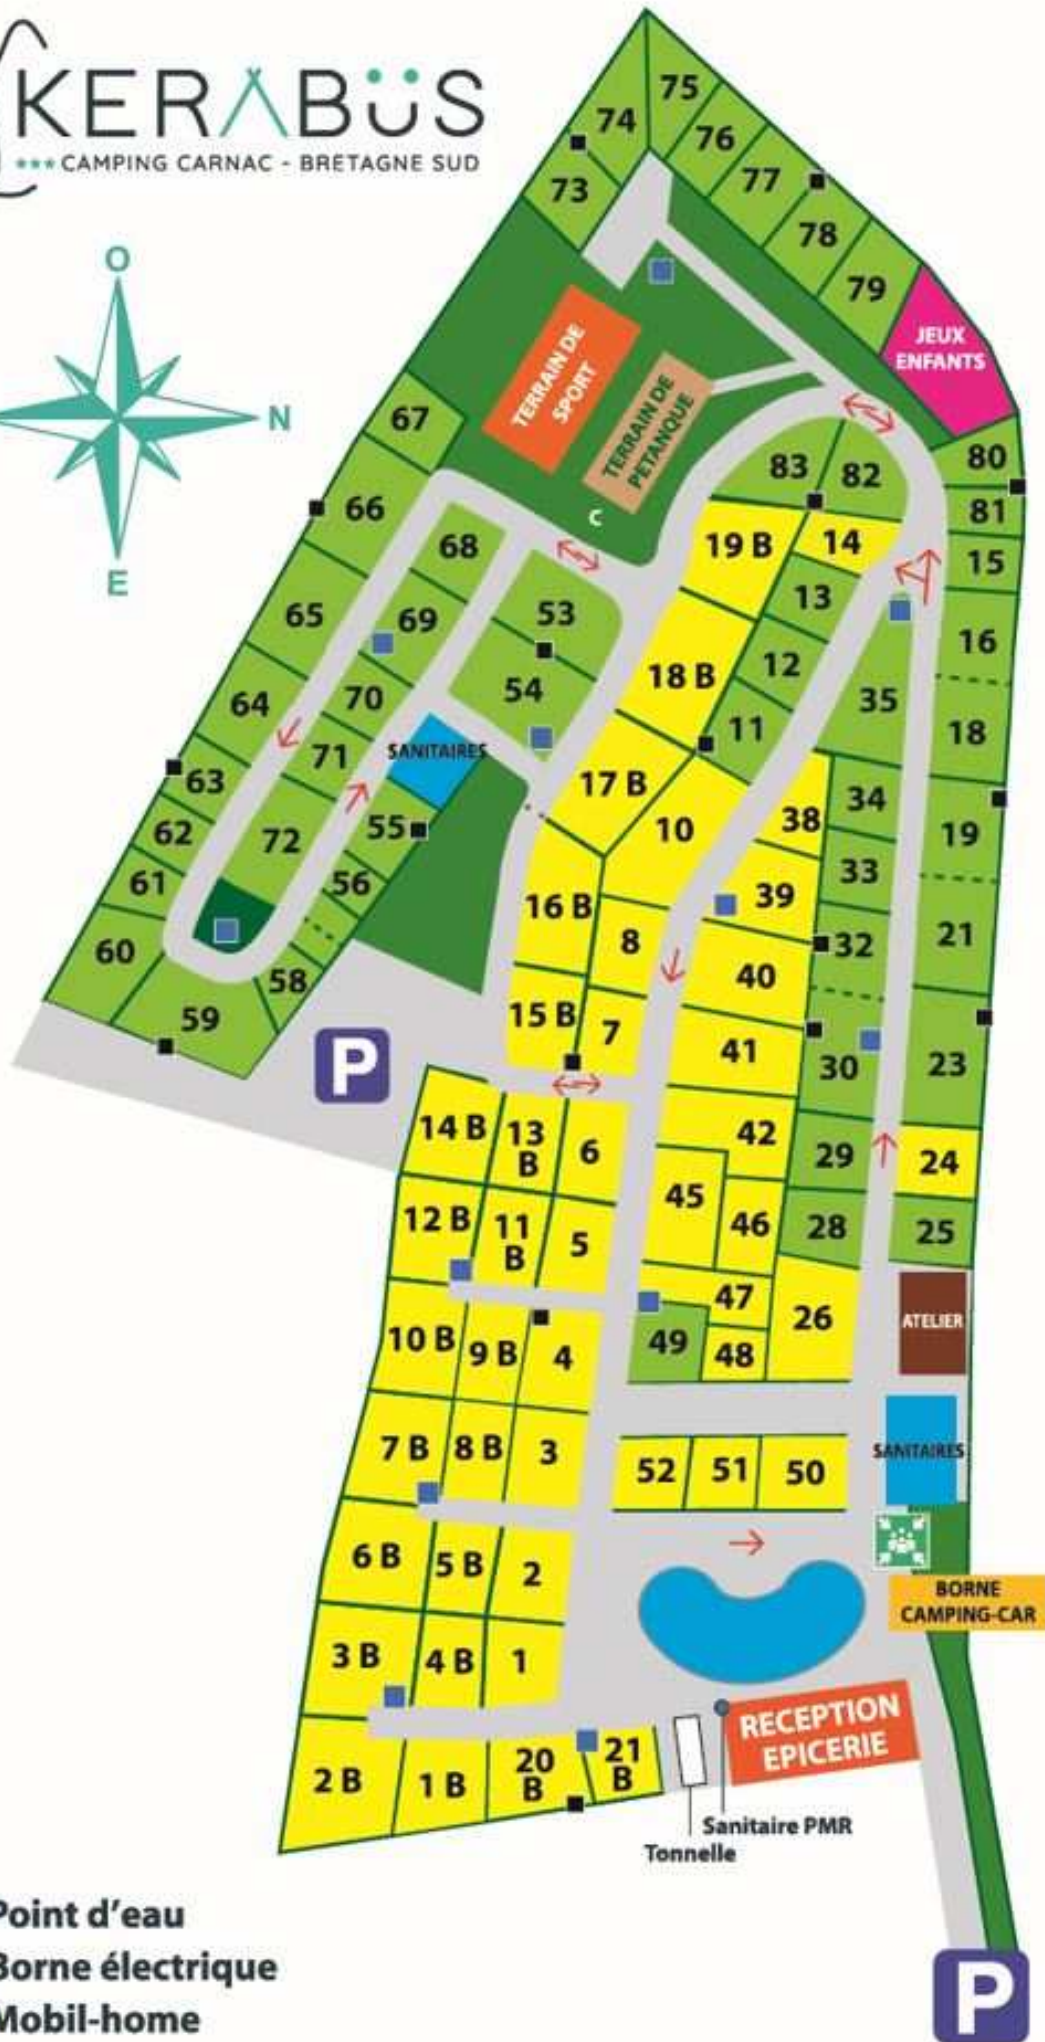 KERABÜS
CAMPING CARNAC - BRETAGNE SUD
O
N
E
75
74
76
73
77
78
79
JEUX
ENFANTS
TERRAIN DE
SPORT
TERRAIN DE
PETANQUE
C
67
66
68
65
69
64
70
63
71
62
72
61
60
59
58
56
55
SANITAIRES
53
54
83
82
80
81
19 B
14
15
13
16
18 B
12
35
18
11
17 B
10
38
34
19
39
33
16 B
8
32
21
40
15 B
7
41
30
23
P
14 B
13
B
6
42
29
24
12 B
11
B
5
45
46
28
25
10 B
9 B
4
47
49
48
26
ATELIER
7 B
8 B
3
52
51
50
SANITAIRES
6 B
5 B
2
BORNE
CAMPING-CAR
3 B
4 B
1
RECEPTION
EPICERIE
2 B
1 B
20
B
21
B
Sanitaire PMR
Tonnelle
Point d'eau
Borne électrique
Mobil-home
P